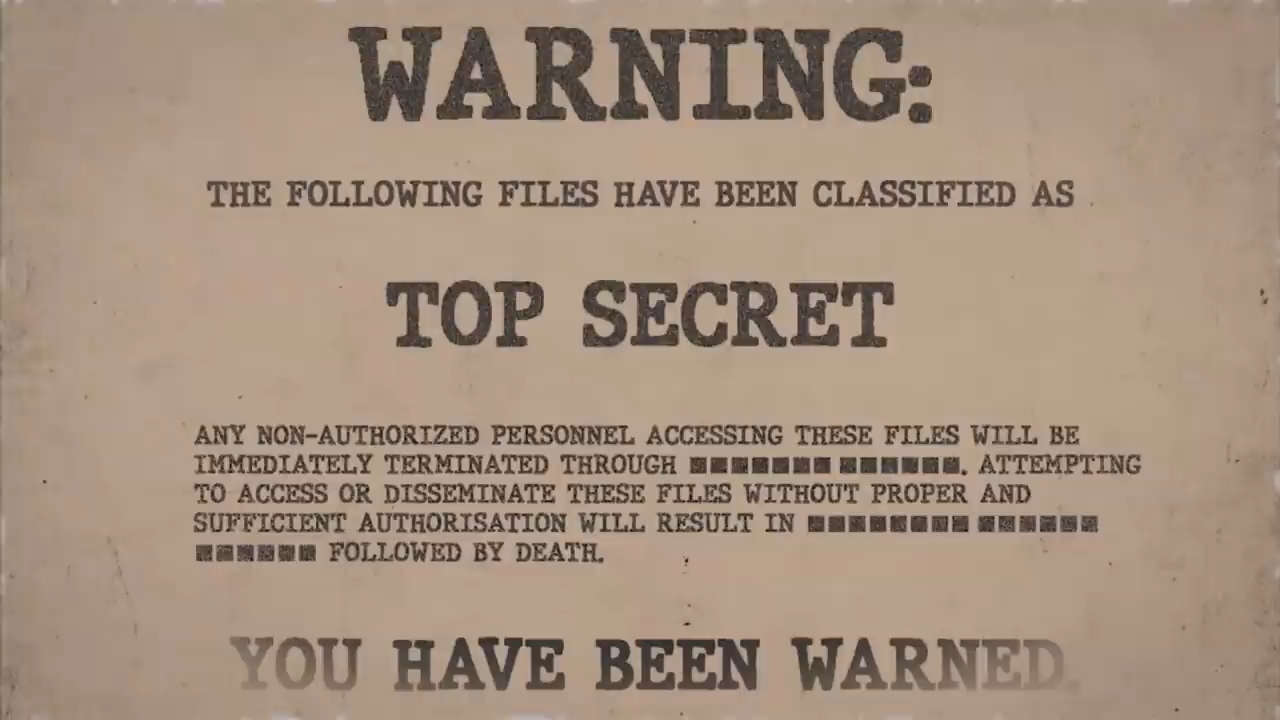 WARNING:
THE FOLLOWING FILES HAVE BEEN CLASSIFIED AS
TOP SECRET
ANY NON-AUTHORIZED PERSONNEL ACCESSING THESE FILES WILL BE
IMMEDIATELY TERMINATED THROUGH ■■■■■■■ ■■■■■■. ATTEMPTING
TO ACCESS OR DISSEMINATE THESE FILES WITHOUT PROPER AND
SUFFICIENT AUTHORISATION WILL RESULT IN ■■■■■■■■ ■■■■■■
■■■■■■ FOLLOWED BY DEATH.
YOU HAVE BEEN WARNED.